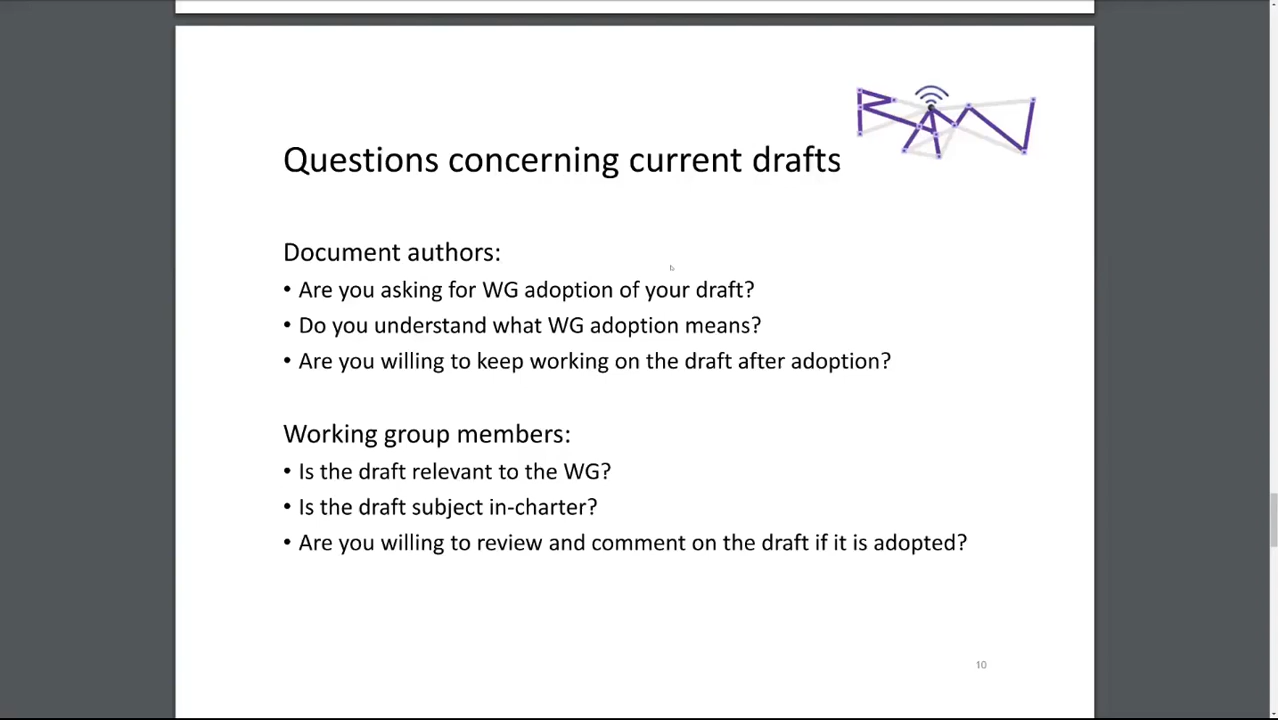 RAW
Questions concerning current drafts
Document authors:
• Are you asking for WG adoption of your draft?
• Do you understand what WG adoption means?
• Are you willing to keep working on the draft after adoption?
Working group members:
• Is the draft relevant to the WG?
• Is the draft subject in-charter?
• Are you willing to review and comment on the draft if it is adopted?
10